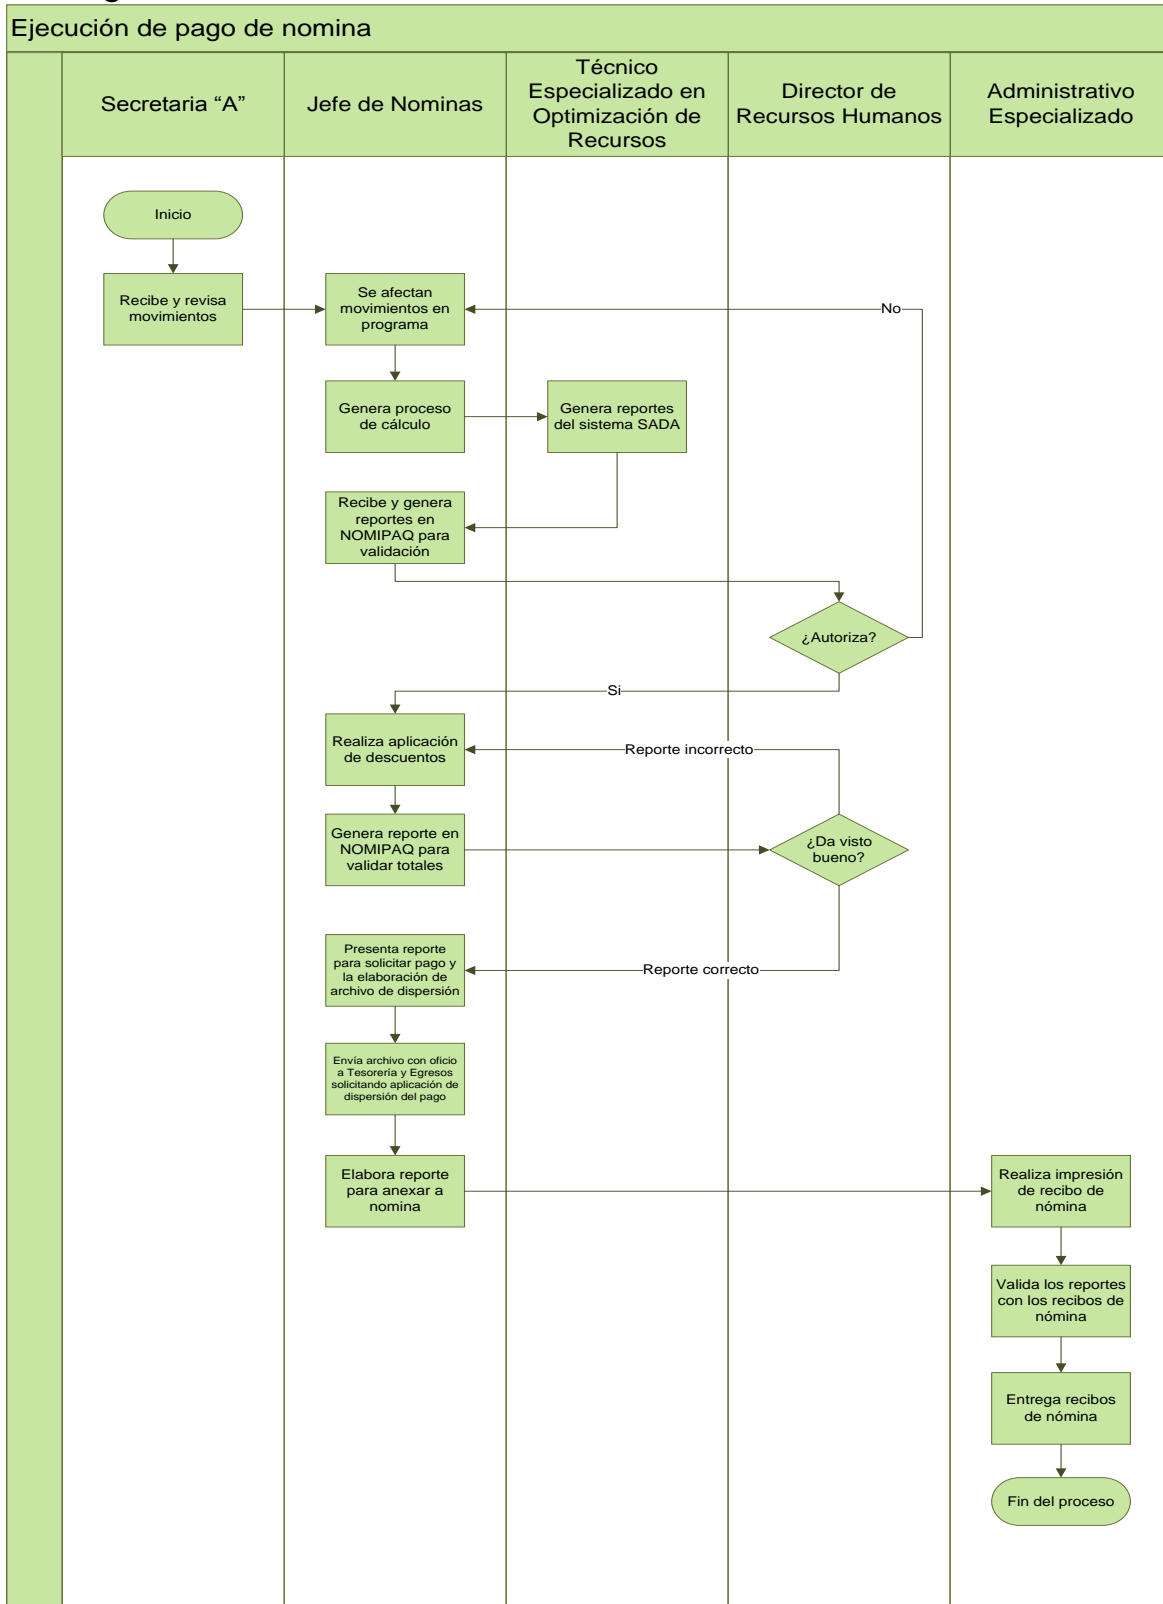 Ejecución de pago de nomina
Secretaria “A”
Jefe de Nominas
Técnico
Especializado en
Optimización de
Recursos
Director de
Recursos Humanos
Administrativo
Especializado
Inicio
Recibe y revisa
movimientos
Se afectan
movimientos en
programa
No
Genera proceso
de cálculo
Genera reportes
del sistema SADA
Recibe y genera
reportes en
NOMIPAQ para
validación
¿Autoriza?
Si
Realiza aplicación
de descuentos
Reporte incorrecto
Genera reporte en
NOMIPAQ para
validar totales
¿Da visto
bueno?
Presenta reporte
para solicitar pago y
la elaboración de
archivo de dispersión
Reporte correcto
Envía archivo con oficio
a Tesorería y Egresos
solicitando aplicación de
dispersión del pago
Elabora reporte
para anexar a
nomina
Realiza impresión
de recibo de
nómina
Valida los reportes
con los recibos de
nómina
Entrega recibos
de nómina
Fin del proceso